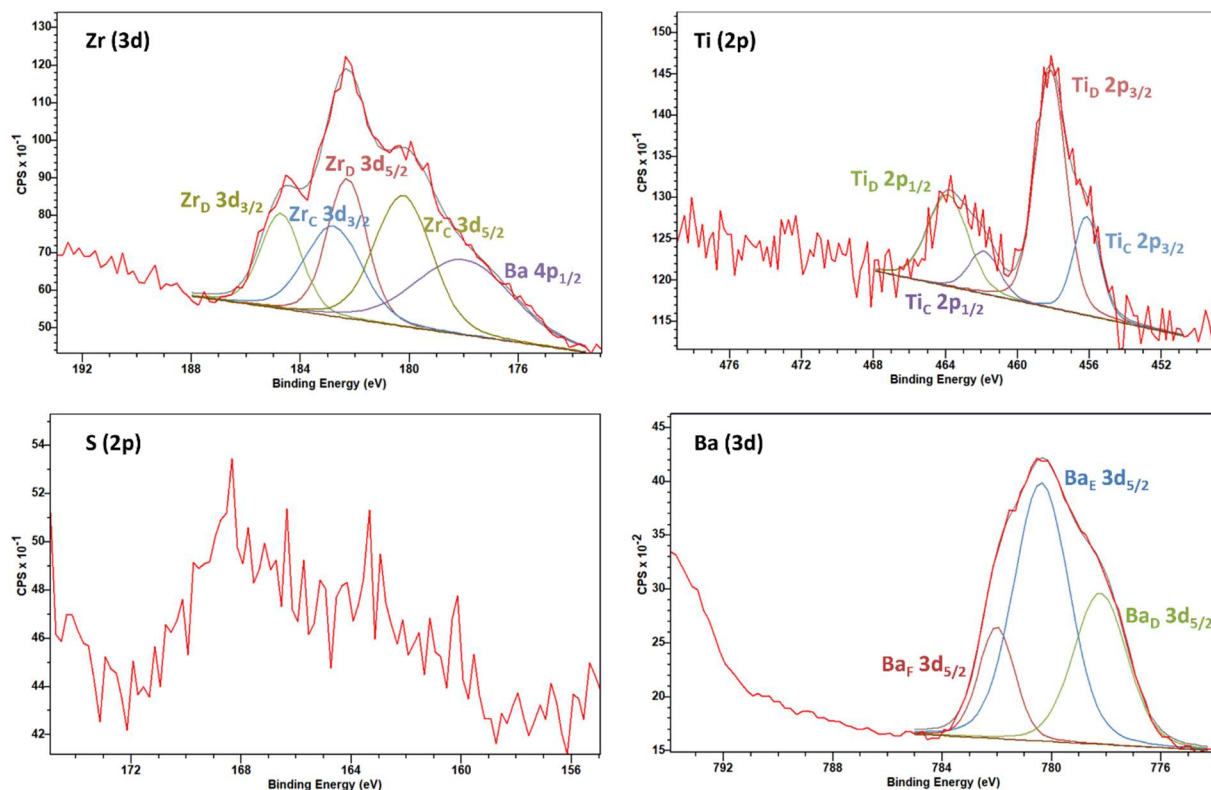 Zr (3d)
CPS x 10⁻¹
130
120
110
100
90
80
70
60
50
Zr_D 3d_3/2
Zr_C 3d_3/2
Zr_D 3d_5/2
Zr_C 3d_5/2
Ba 4p_1/2
192 188 184 180 176
Binding Energy (eV)
Ti (2p)
CPS x 10⁻¹
150
145
140
135
130
125
120
115
Ti_D 2p_1/2
Ti_C 2p_1/2
Ti_D 2p_3/2
Ti_C 2p_3/2
476 472 468 464 460 456 452
Binding Energy (eV)
S (2p)
CPS x 10⁻¹
54
52
50
48
46
44
42
172 168 164 160 156
Binding Energy (eV)
Ba (3d)
CPS x 10⁻²
45
40
35
30
25
20
15
Ba_E 3d_5/2
Ba_D 3d_5/2
Ba_F 3d_5/2
792 788 784 780 776
Binding Energy (eV)